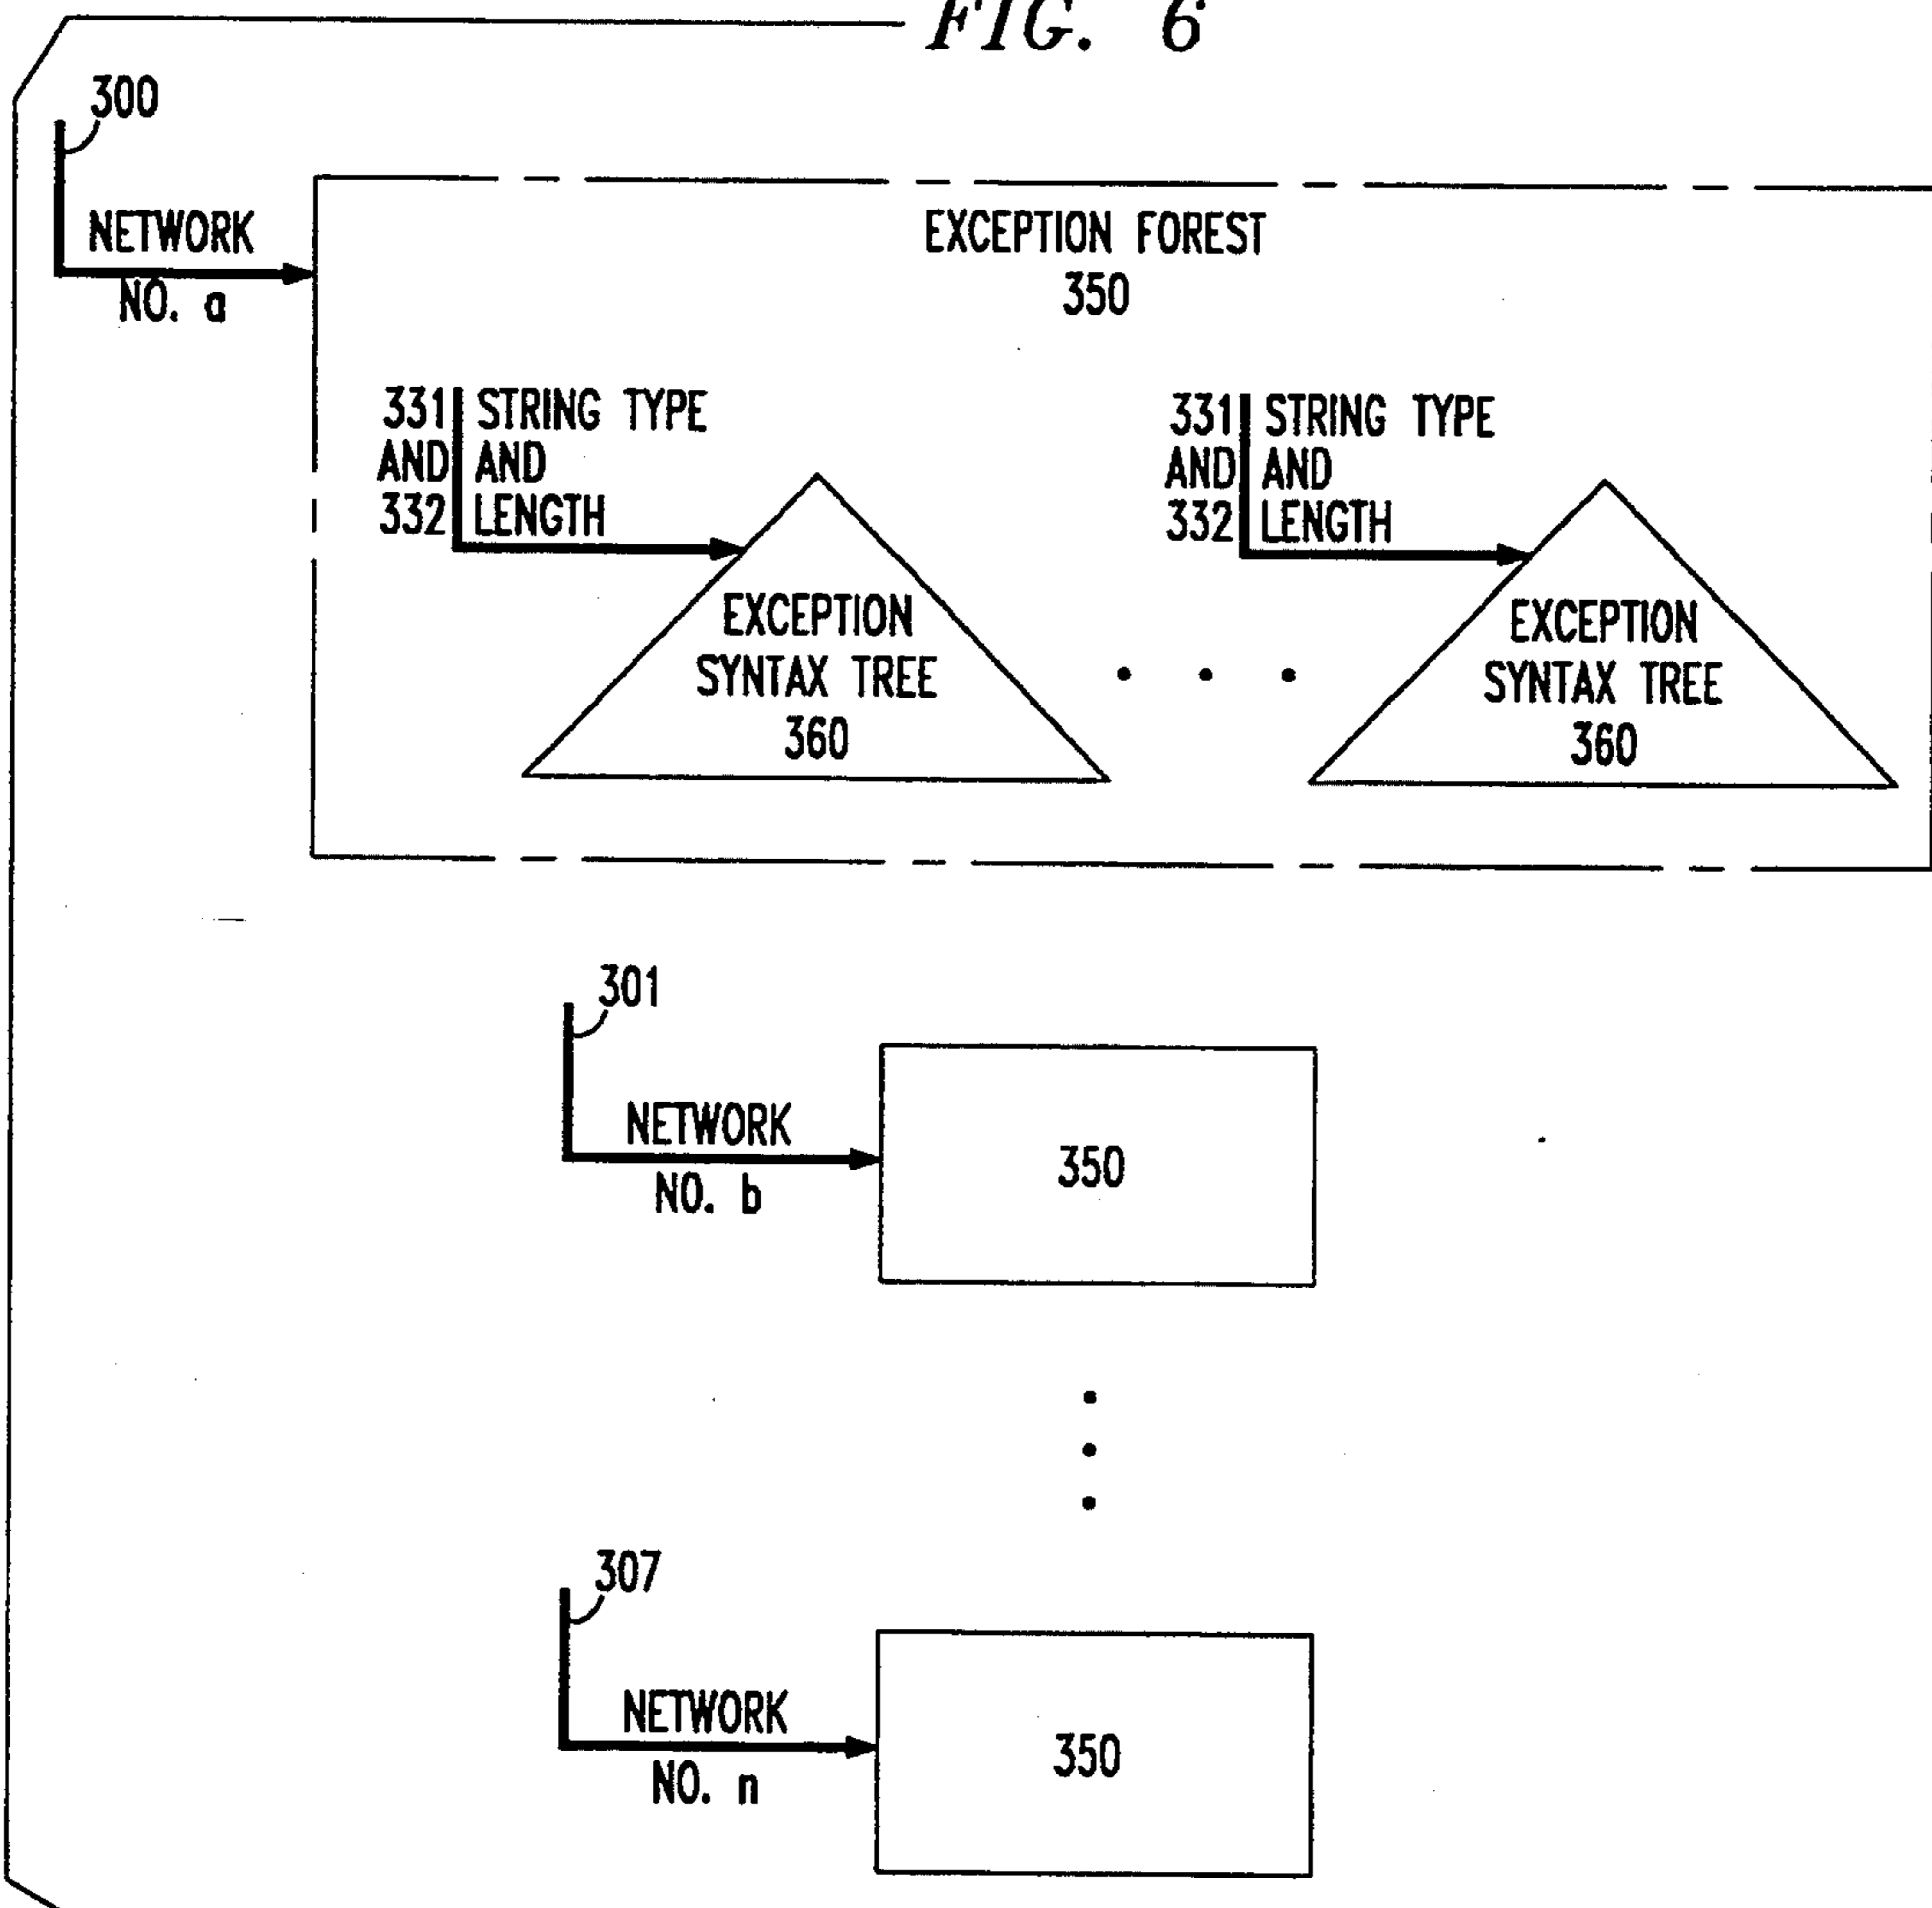 FIG. 6
300
NETWORK
NO. a
EXCEPTION FOREST
350
331 STRING TYPE
AND AND
332 LENGTH
EXCEPTION
SYNTAX TREE
360
331 STRING TYPE
AND AND
332 LENGTH
EXCEPTION
SYNTAX TREE
360
301
NETWORK
NO. b
350
307
NETWORK
NO. n
350